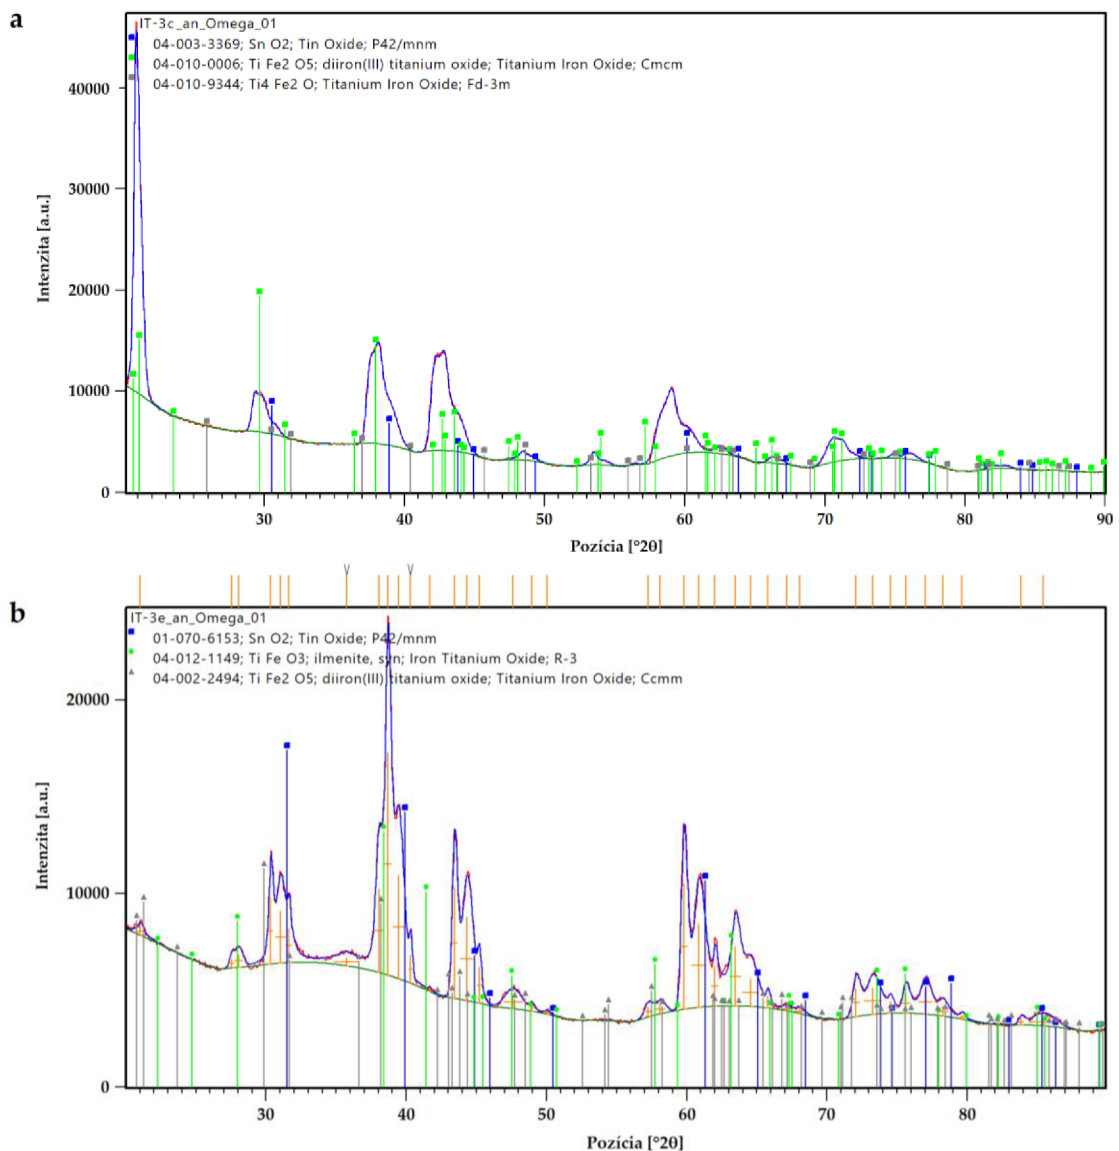 a
IT-3c_an_Omega_01
04-003-3369; Sn O2; Tin Oxide; P42/mnm
04-010-0006; Ti Fe2 O5; diiron(III) titanium oxide; Titanium Iron Oxide; Cmcm
04-010-9344; Ti4 Fe2 O; Titanium Iron Oxide; Fd-3m
40000
30000
20000
10000
0
Intenzita [a.u.]
30 40 50 60 70 80 90
Pozícia [°2θ]
b
IT-3e_an_Omega_01
01-070-6153; Sn O2; Tin Oxide; P42/mnm
04-012-1149; Ti Fe O3; ilmenite, syn; Iron Titanium Oxide; R-3
04-002-2494; Ti Fe2 O5; diiron(III) titanium oxide; Titanium Iron Oxide; Ccmm
20000
10000
0
Intenzita [a.u.]
30 40 50 60 70 80
Pozícia [°2θ]